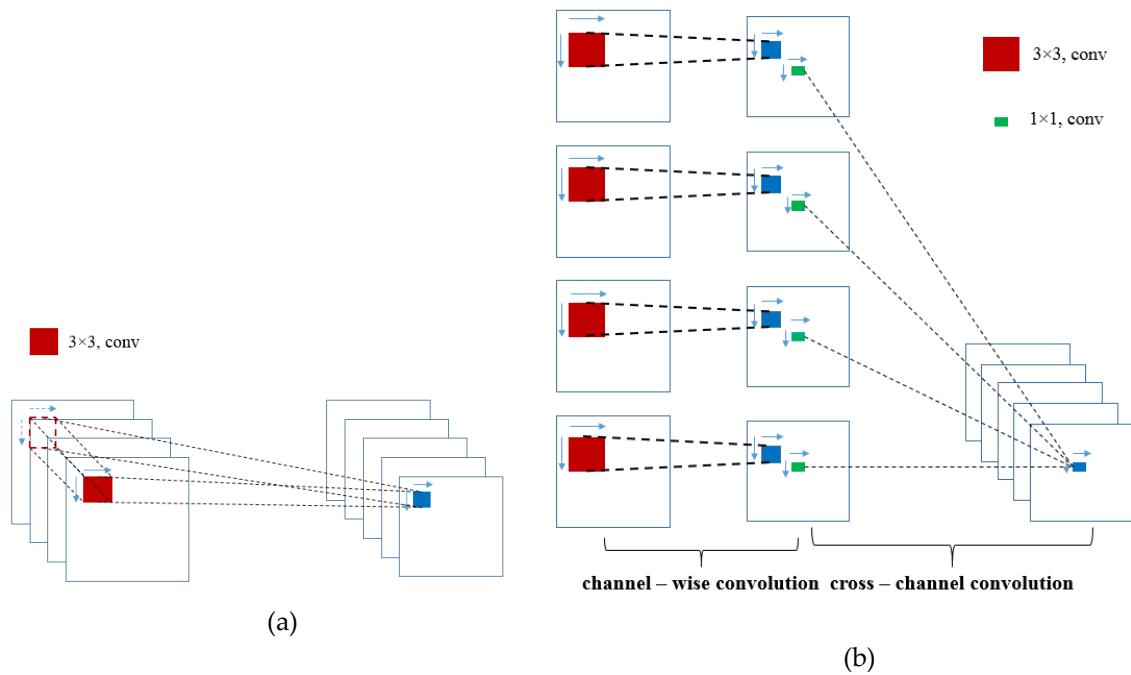 3×3, conv
(a)
3×3, conv
1×1, conv
channel – wise convolution cross – channel convolution
(b)